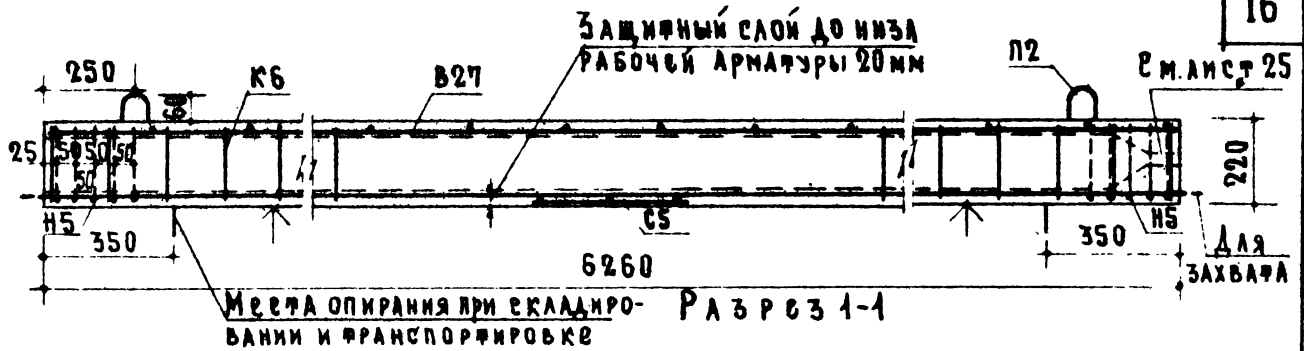 16
Защитный слой до низа
рабочей арматуры 20мм
250
К6
60
В27
П2
См. лист 25
25
50
50
50
50
220
Н5
350
С5
350
Н5
Для
захвата
6260
Места опирания при складиро-
вании и транспортировке
Разрез 1-1